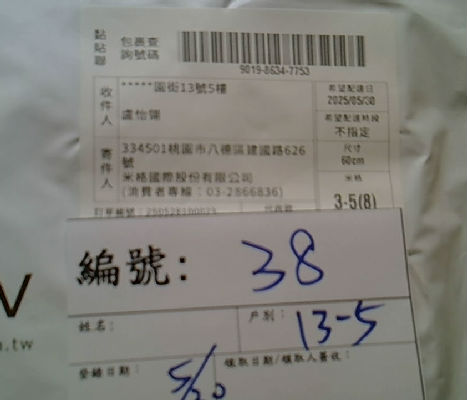 黏貼聯
包裹查詢號碼
9019-8634-7753
收件人
*****園街13號5樓
希望配達日
2025/05/30
希望配達時段
不指定
寄件人
334501桃園市八德區建國路626
號
米格國際股份有限公司
(消費者專線：03-2866836)
尺寸
60cm
米格
3-5(8)
編號: 38
姓名:
戶別: 13-5
登錄日期:
領取日期/領取人簽收:
.tw